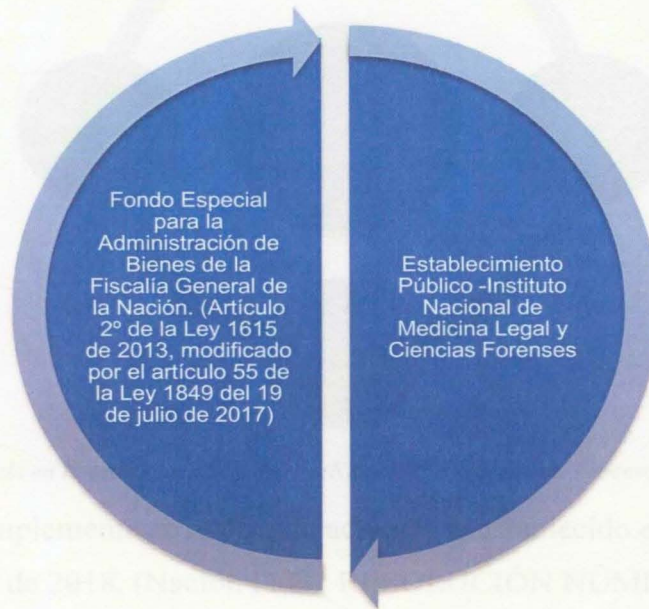 Fondo Especial
para la
Administración de
Bienes de la
Fiscalía General de
la Nación. (Artículo
2º de la Ley 1615
de 2013, modificado
por el artículo 55 de
la Ley 1849 del 19
de julio de 2017)
Establecimiento
Público -Instituto
Nacional de
Medicina Legal y
Ciencias Forenses
de 2018